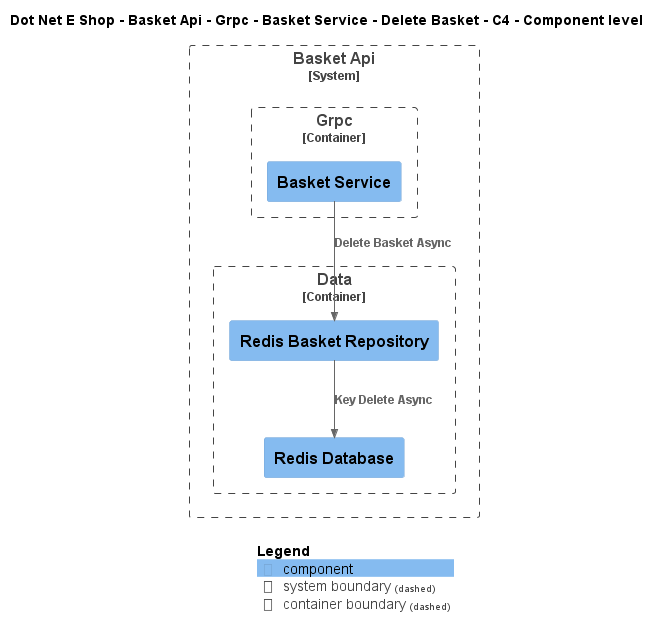 Dot Net E Shop - Basket Api - Grpc - Basket Service - Delete Basket - C4 - Component level
Basket Api
[System]
Grpc
[Container]
Basket Service
Delete Basket Async
Data
[Container]
Redis Basket Repository
Key Delete Async
Redis Database
Legend
component
system boundary (dashed)
container boundary (dashed)